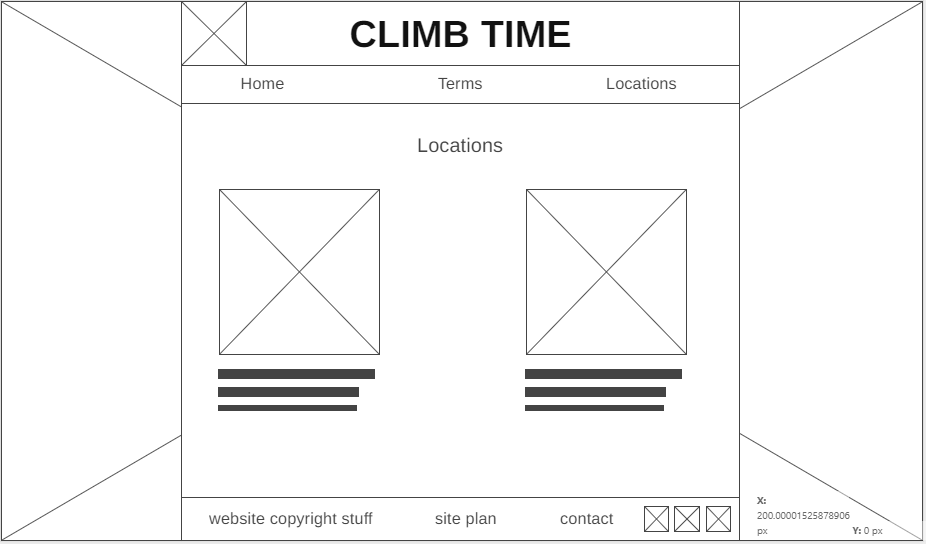 CLIMB TIME
Home Terms Locations
Locations
website copyright stuff site plan contact
X:
200.00001525878906
px Y: 0 px